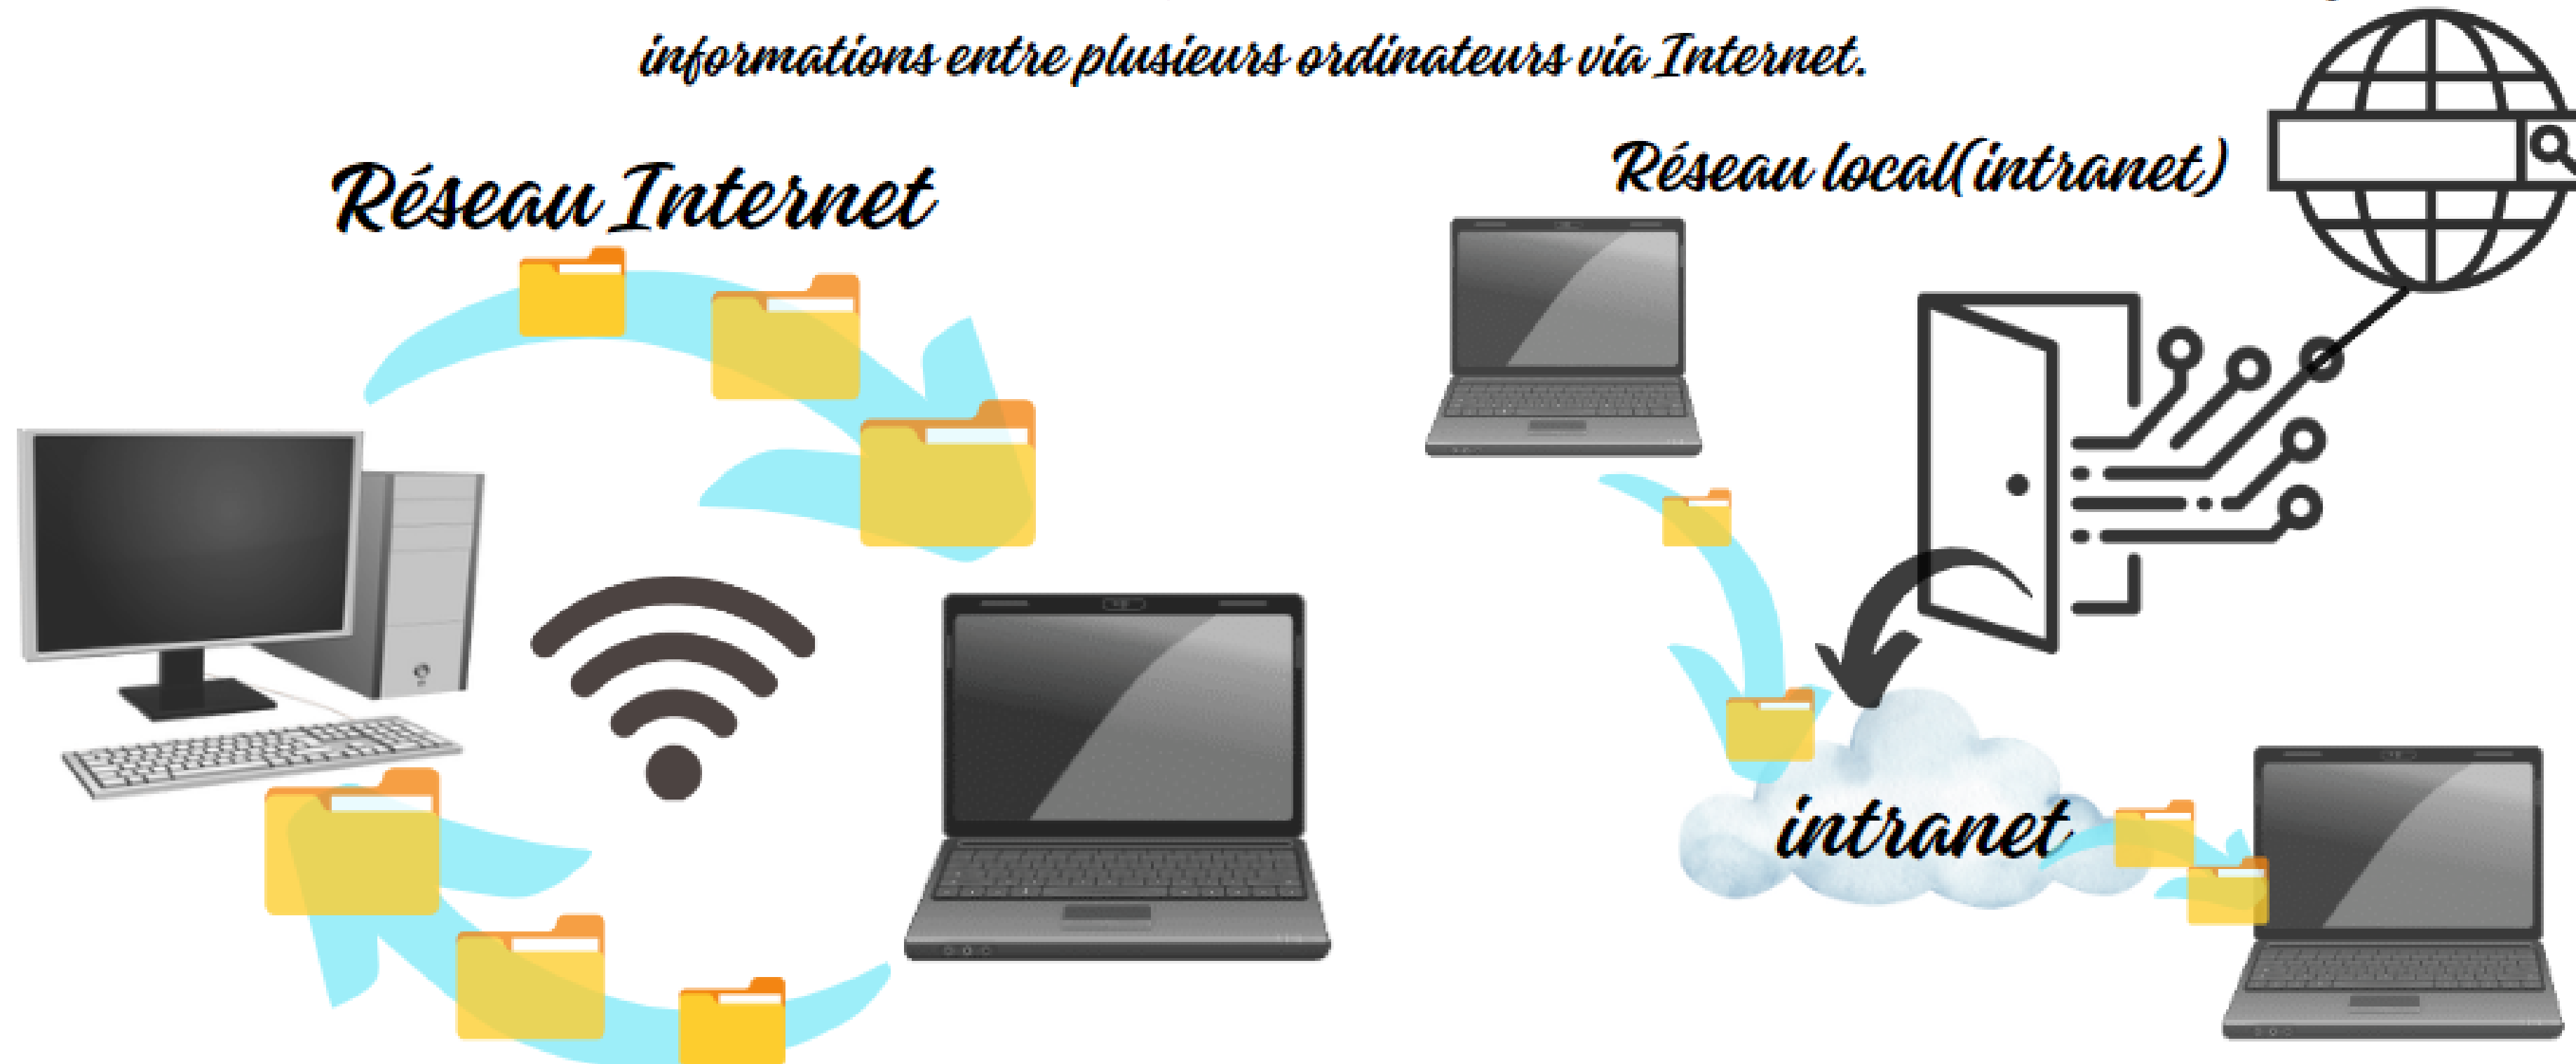 informations entre plusieurs ordinateurs via Internet.
Réseau local(intranet)
Réseau Internet
intranet